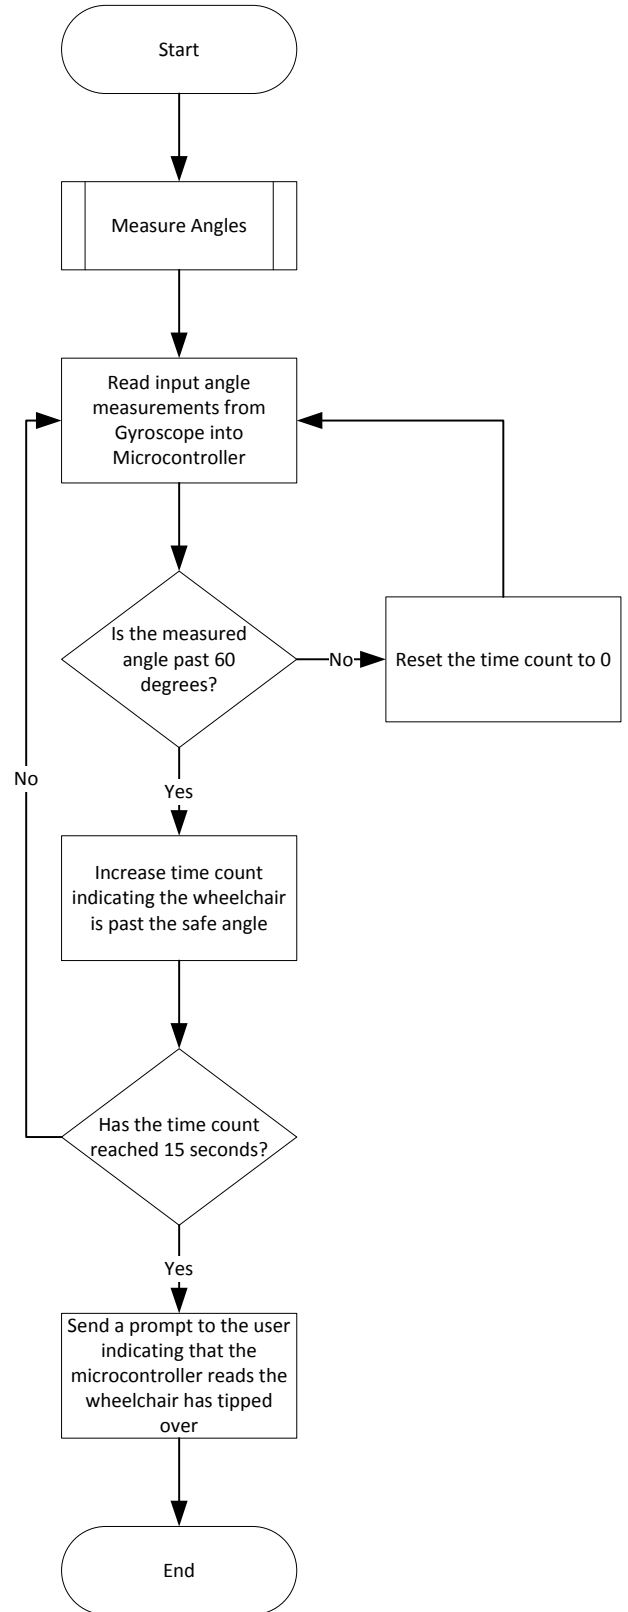 Start
Measure Angles
Read input angle
measurements from
Gyroscope into
Microcontroller
Is the measured
angle past 60
degrees?
No
Reset the time count to 0
No
Yes
Increase time count
indicating the wheelchair
is past the safe angle
Has the time count
reached 15 seconds?
Yes
Send a prompt to the user
indicating that the
microcontroller reads the
wheelchair has tipped
over
End